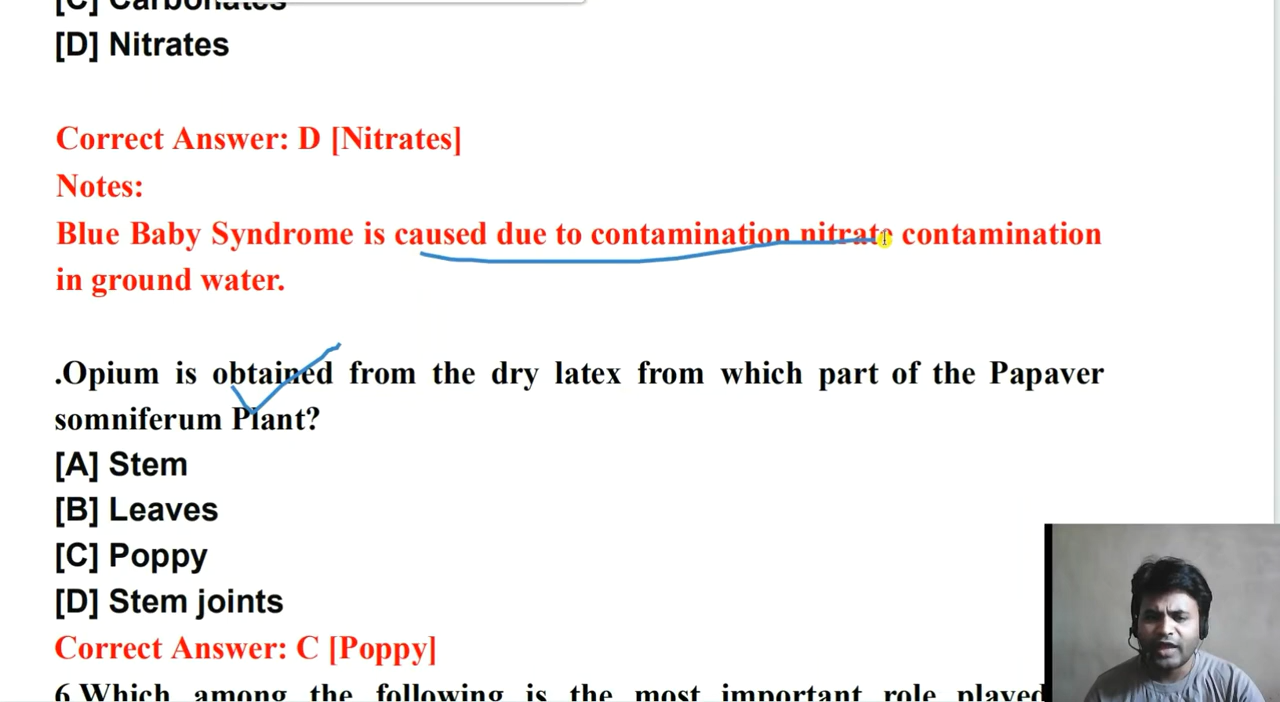 [C] Carbonates
[D] Nitrates
Correct Answer: D [Nitrates]
Notes:
Blue Baby Syndrome is caused due to contamination nitrate contamination
in ground water.
.Opium is obtained from the dry latex from which part of the Papaver
somniferum Plant?
[A] Stem
[B] Leaves
[C] Poppy
[D] Stem joints
Correct Answer: C [Poppy]
6.Which among the following is the most important role played